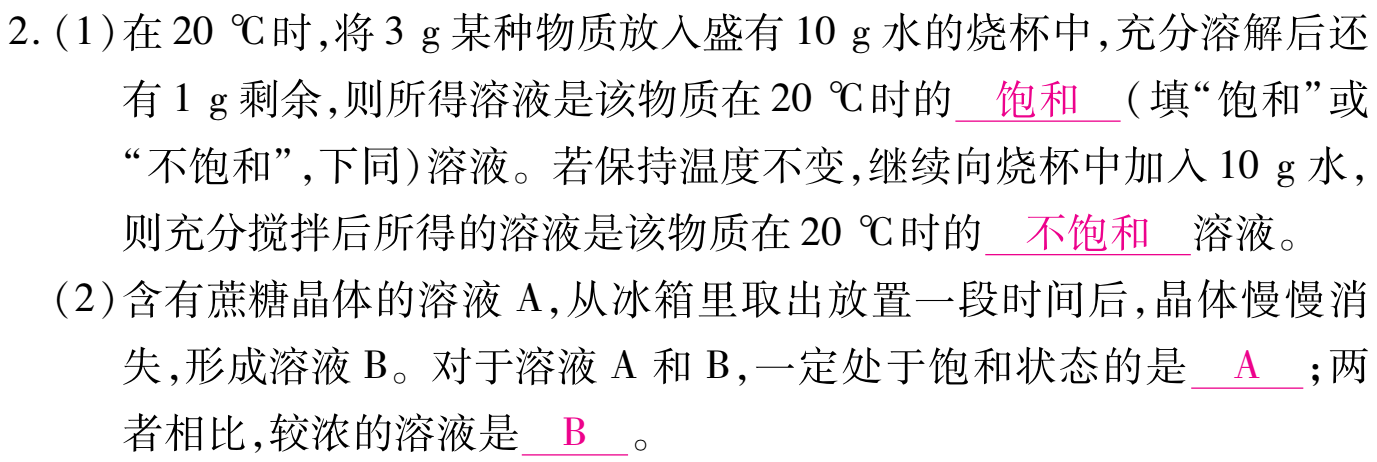 2. (1)在 20 ℃时,将 3 g 某种物质放入盛有 10 g 水的烧杯中,充分溶解后还
有 1 g 剩余,则所得溶液是该物质在 20 ℃时的 饱和 (填“饱和”或
“不饱和”,下同)溶液。若保持温度不变,继续向烧杯中加入 10 g 水,
则充分搅拌后所得的溶液是该物质在 20 ℃时的 不饱和 溶液。
(2)含有蔗糖晶体的溶液 A,从冰箱里取出放置一段时间后,晶体慢慢消
失,形成溶液 B。对于溶液 A 和 B,一定处于饱和状态的是 A ;两
者相比,较浓的溶液是 B 。